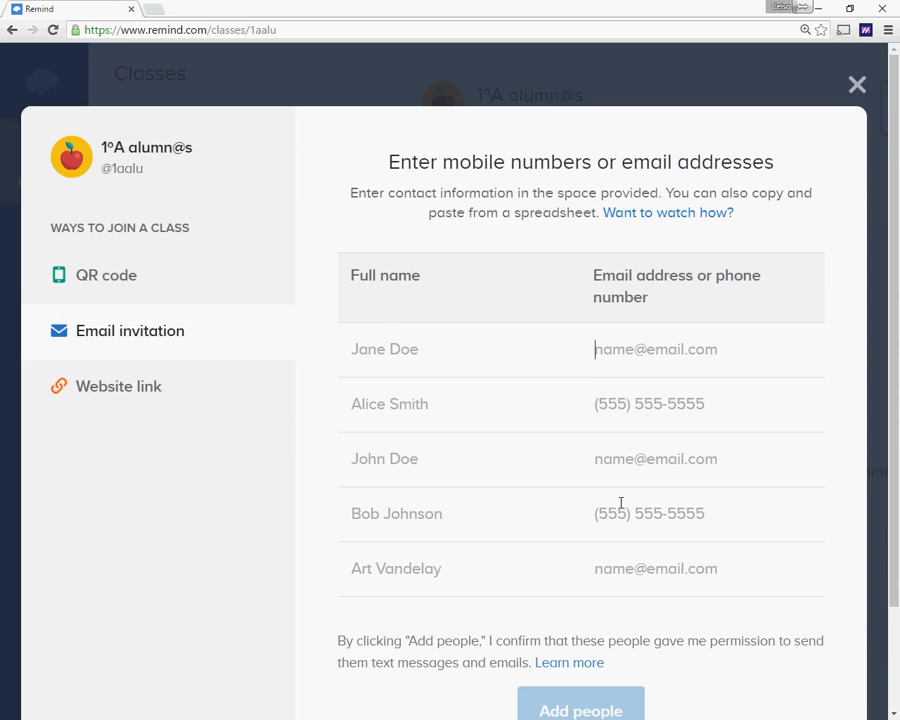 Remind
Celso
https://www.remind.com/classes/1aalu
Classes
1ºA alumn@s
1ºA alumn@s
@1aalu
WAYS TO JOIN A CLASS
QR code
Email invitation
Website link
Enter mobile numbers or email addresses
Enter contact information in the space provided. You can also copy and
paste from a spreadsheet. Want to watch how?
Full name
Email address or phone
number
Jane Doe
name@email.com
Alice Smith
(555) 555-5555
John Doe
name@email.com
Bob Johnson
(555) 555-5555
Art Vandelay
name@email.com
By clicking "Add people," I confirm that these people gave me permission to send
them text messages and emails. Learn more
Add people